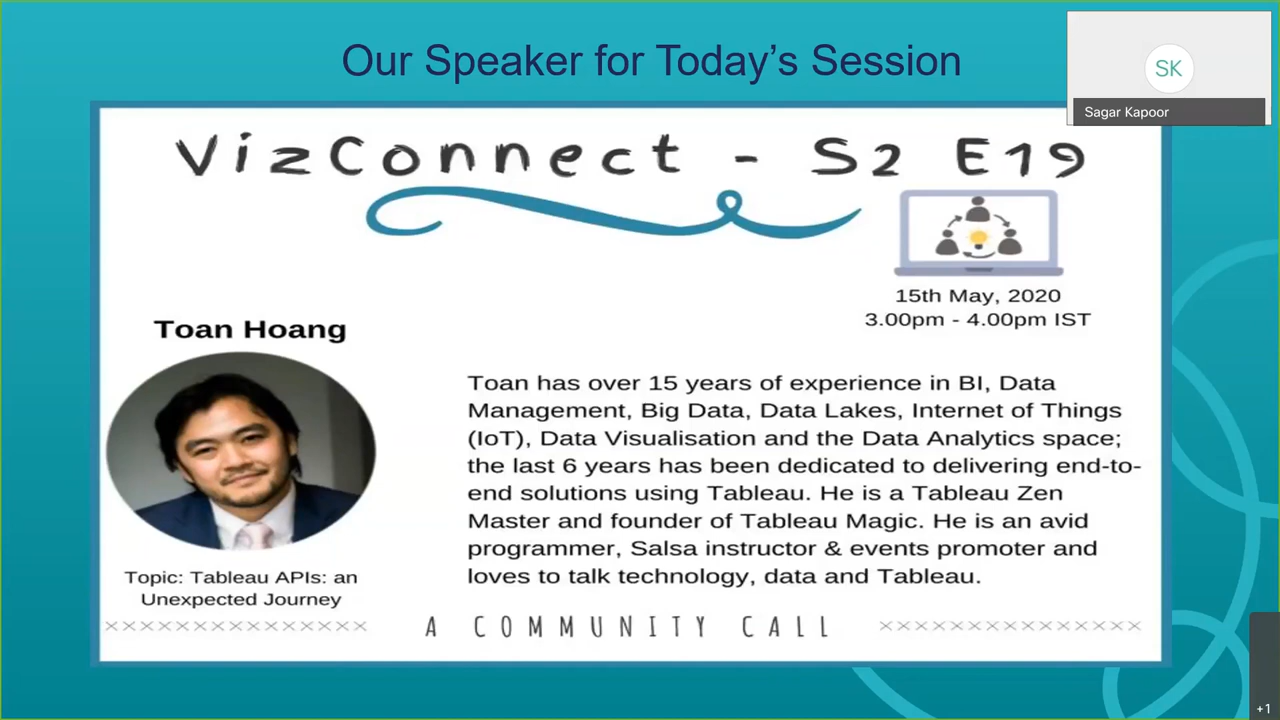 Our Speaker for Today's Session
SK
Sagar Kapoor
VizConnect - S2 E19
15th May, 2020
3.00pm - 4.00pm IST
Toan Hoang
Toan has over 15 years of experience in BI, Data
Management, Big Data, Data Lakes, Internet of Things
(IoT), Data Visualisation and the Data Analytics space;
the last 6 years has been dedicated to delivering end-to-
end solutions using Tableau. He is a Tableau Zen
Master and founder of Tableau Magic. He is an avid
programmer, Salsa instructor & events promoter and
loves to talk technology, data and Tableau.
Topic: Tableau APIs: an
Unexpected Journey
A COMMUNITY CALL
+1